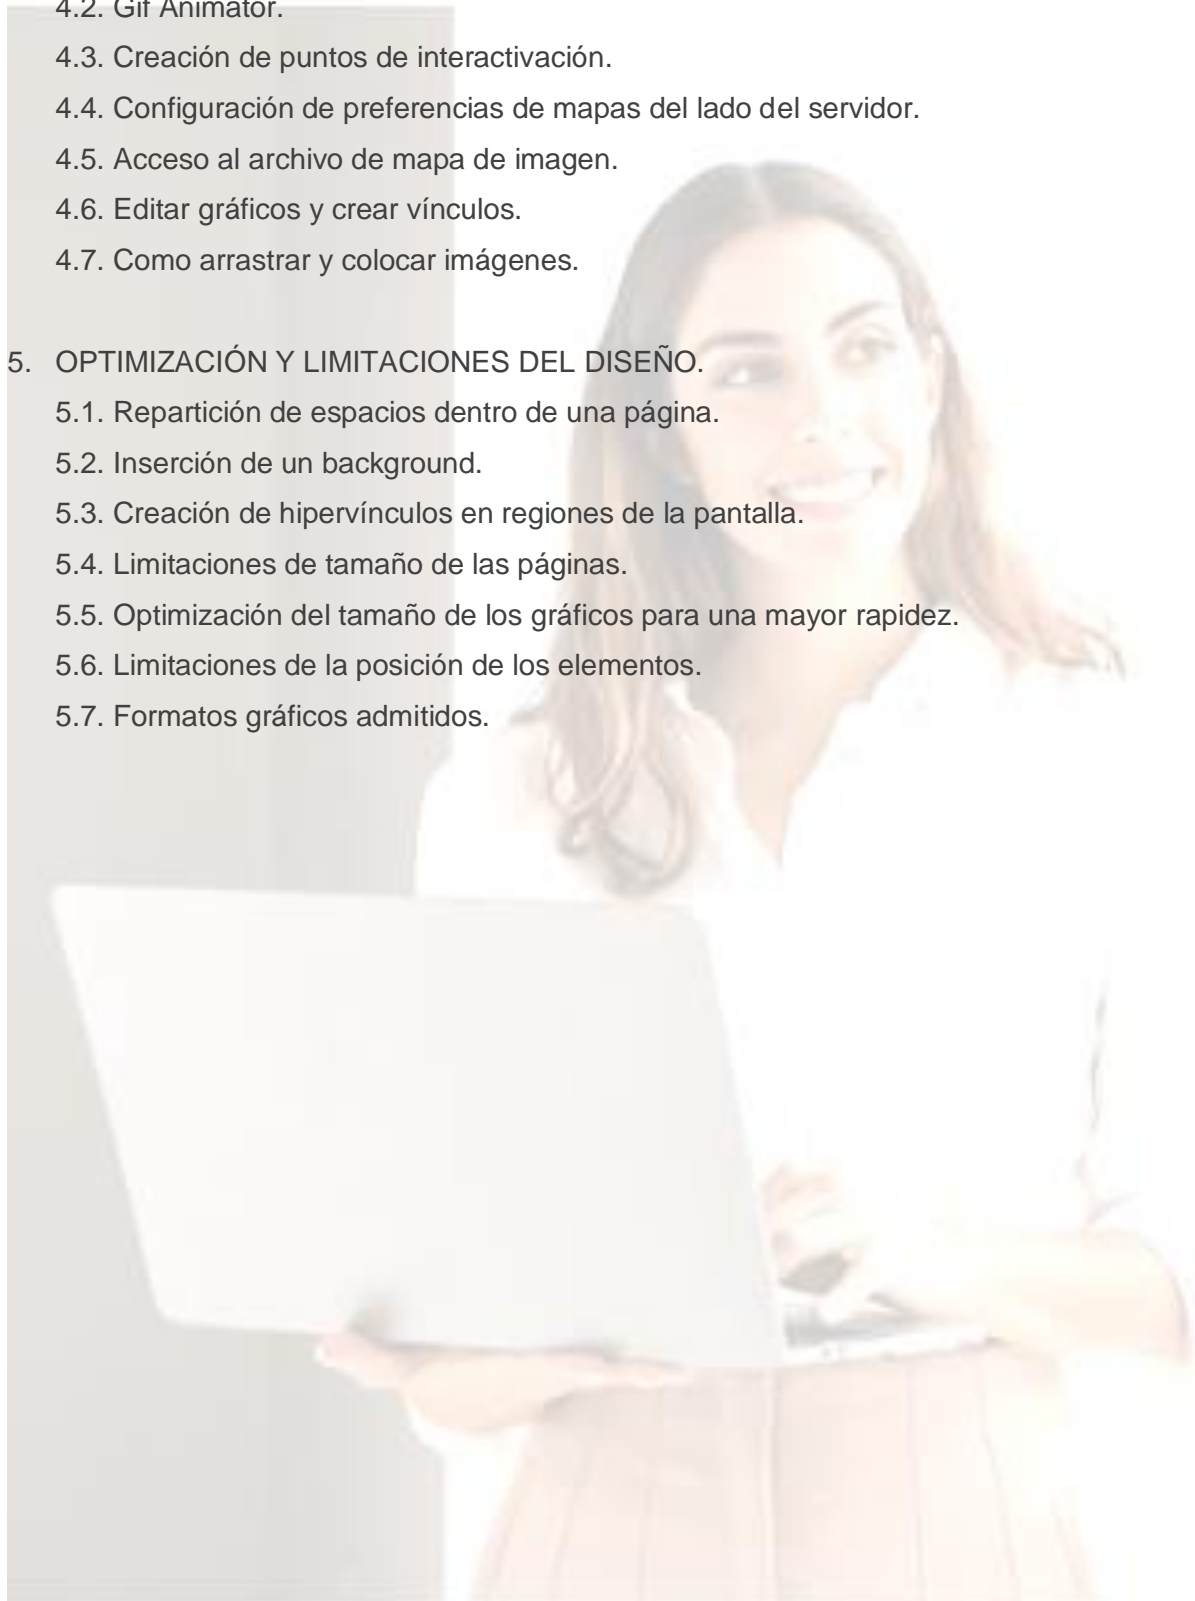 4.2. Gif Animator.
4.3. Creación de puntos de interactivación.
4.4. Configuración de preferencias de mapas del lado del servidor.
4.5. Acceso al archivo de mapa de imagen.
4.6. Editar gráficos y crear vínculos.
4.7. Como arrastrar y colocar imágenes.
5. OPTIMIZACIÓN Y LIMITACIONES DEL DISEÑO.
5.1. Repartición de espacios dentro de una página.
5.2. Inserción de un background.
5.3. Creación de hipervínculos en regiones de la pantalla.
5.4. Limitaciones de tamaño de las páginas.
5.5. Optimización del tamaño de los gráficos para una mayor rapidez.
5.6. Limitaciones de la posición de los elementos.
5.7. Formatos gráficos admitidos.